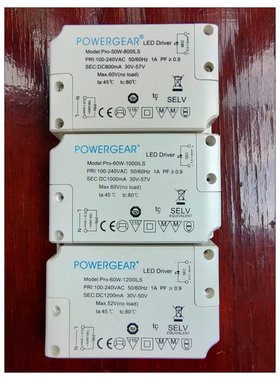 POWERGEAR® LED Driver
Model:Pro-50W-800ILS
PRI:100-240VAC 50/60Hz 1A PF≥0.9
SEC:DC800mA 30V-57V
Max.60V(no load)
ta:45℃ tc:80℃
SELV
POWERGEAR® LED Driver
Model:Pro-60W-1000ILS
PRI:100-240VAC 50/60Hz 1A PF≥0.9
SEC:DC1000mA 30V-57V
Max.60V(no load)
ta:45℃ tc:80℃
SELV
EQUIVALENT
POWERGEAR® LED Driver
Model:Pro-60W-1200ILS
PRI:100-240VAC 50/60Hz 1A PF≥0.9
SEC:DC1200mA 30V-50V
Max.52V(no load)
ta:45℃ tc:80℃
SELV
EQUIVALENT